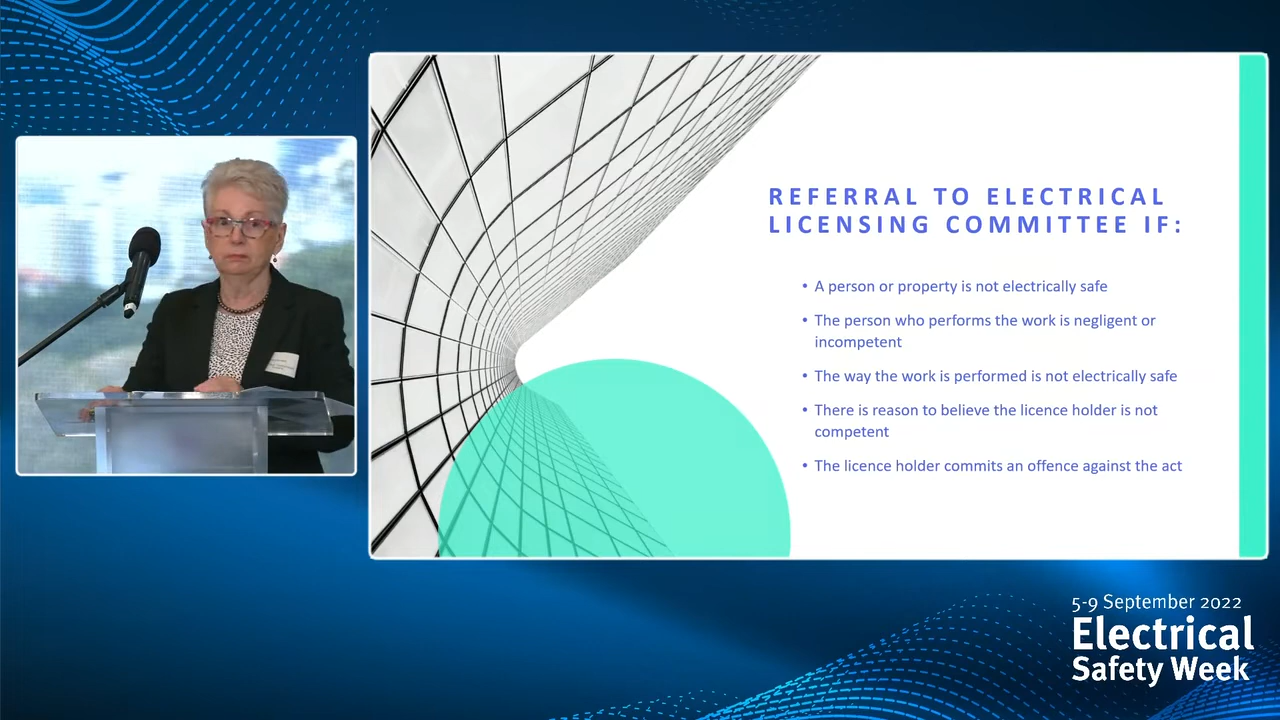 REFERRAL TO ELECTRICAL
LICENSING COMMITTEE IF:
• A person or property is not electrically safe
• The person who performs the work is negligent or
incompetent
• The way the work is performed is not electrically safe
• There is reason to believe the licence holder is not
competent
• The licence holder commits an offence against the act
5-9 September 2022
Electrical
Safety Week